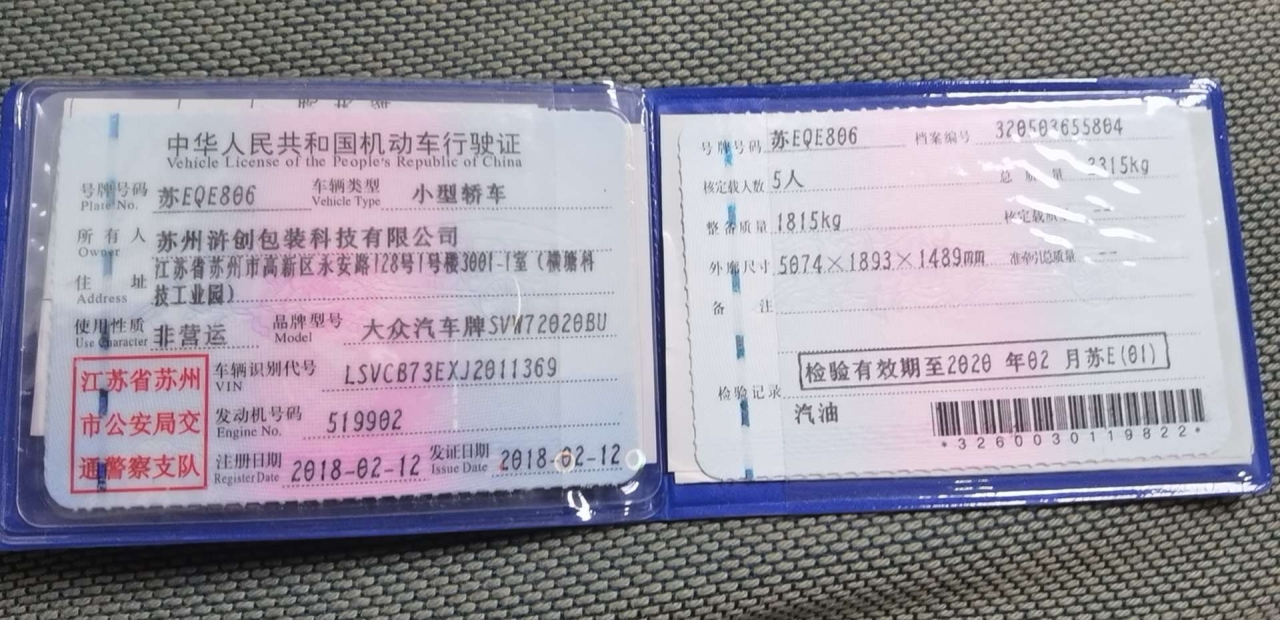 中华人民共和国机动车行驶证
Vehicle License of the People's Republic of China
号牌号码 苏EQE806 车辆类型 小型轿车
Plate No. Vehicle Type
所有人 苏州浒创包装科技有限公司
Owner
住址 江苏省苏州市高新区永安路128号1号楼3001-1室（横塘科
Address 技工业园）
使用性质 非营运 品牌型号 大众汽车牌SVW72020BU
Use Character Model
江苏省苏州
市公安局交
通警察支队
车辆识别代号 LSVCB73EXJ2011369
VIN
发动机号码 519902
Engine No.
注册日期 2018-02-12 发证日期 2018-02-12
Register Date Issue Date
号牌号码 苏EQE806 档案编号 320503655804
核定载人数 5人 总质量 2315kg
整备质量 1815kg 核定载质量 --
外廓尺寸 5074×1893×1489mm 准牵引总质量 --
备注
检验有效期至2020 年02 月苏E(01)
检验记录
汽油
*3260030119822*